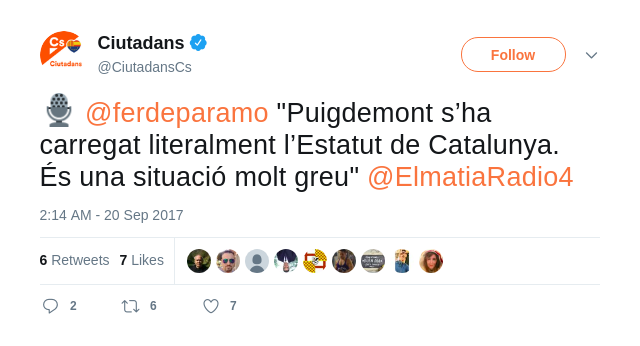 Cs
Ciutadans
Ciutadans
@CiutadansCs
Follow
@ferdeparamo "Puigdemont s’ha
carregat literalment l’Estatut de Catalunya.
És una situació molt greu" @ElmatiaRadio4
2:14 AM - 20 Sep 2017
6 Retweets 7 Likes
2 6 7